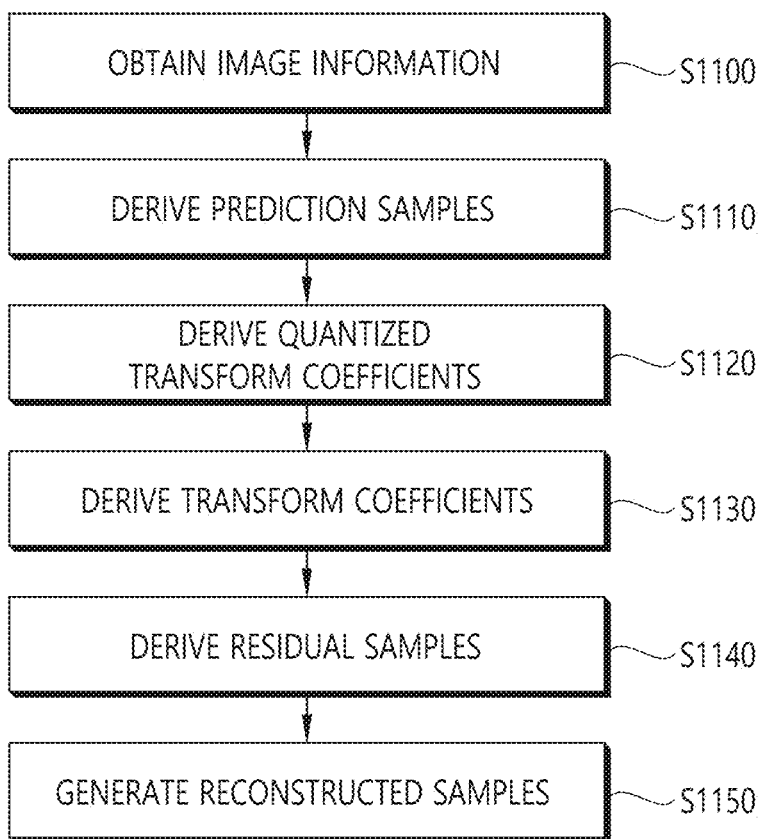 OBTAIN IMAGE INFORMATION
S1100
DERIVE PREDICTION SAMPLES
S1110
DERIVE QUANTIZED
TRANSFORM COEFFICIENTS
S1120
DERIVE TRANSFORM COEFFICIENTS
S1130
DERIVE RESIDUAL SAMPLES
S1140
GENERATE RECONSTRUCTED SAMPLES
S1150